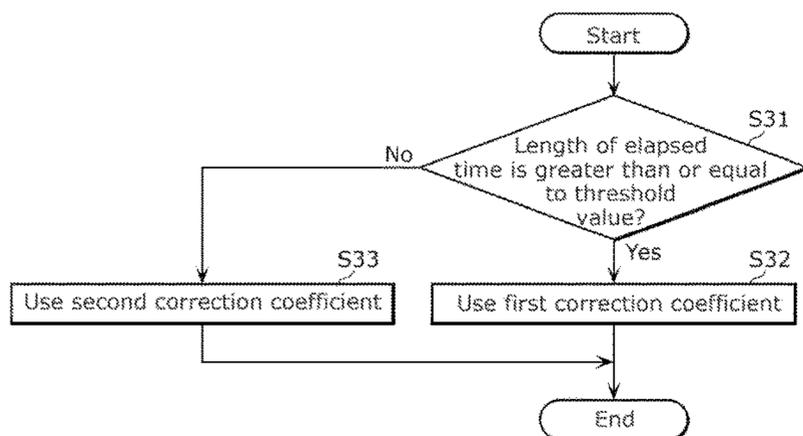 Start
S31
Length of elapsed
time is greater than or equal
to threshold
value?
No
Yes
S33
Use second correction coefficient
S32
Use first correction coefficient
End